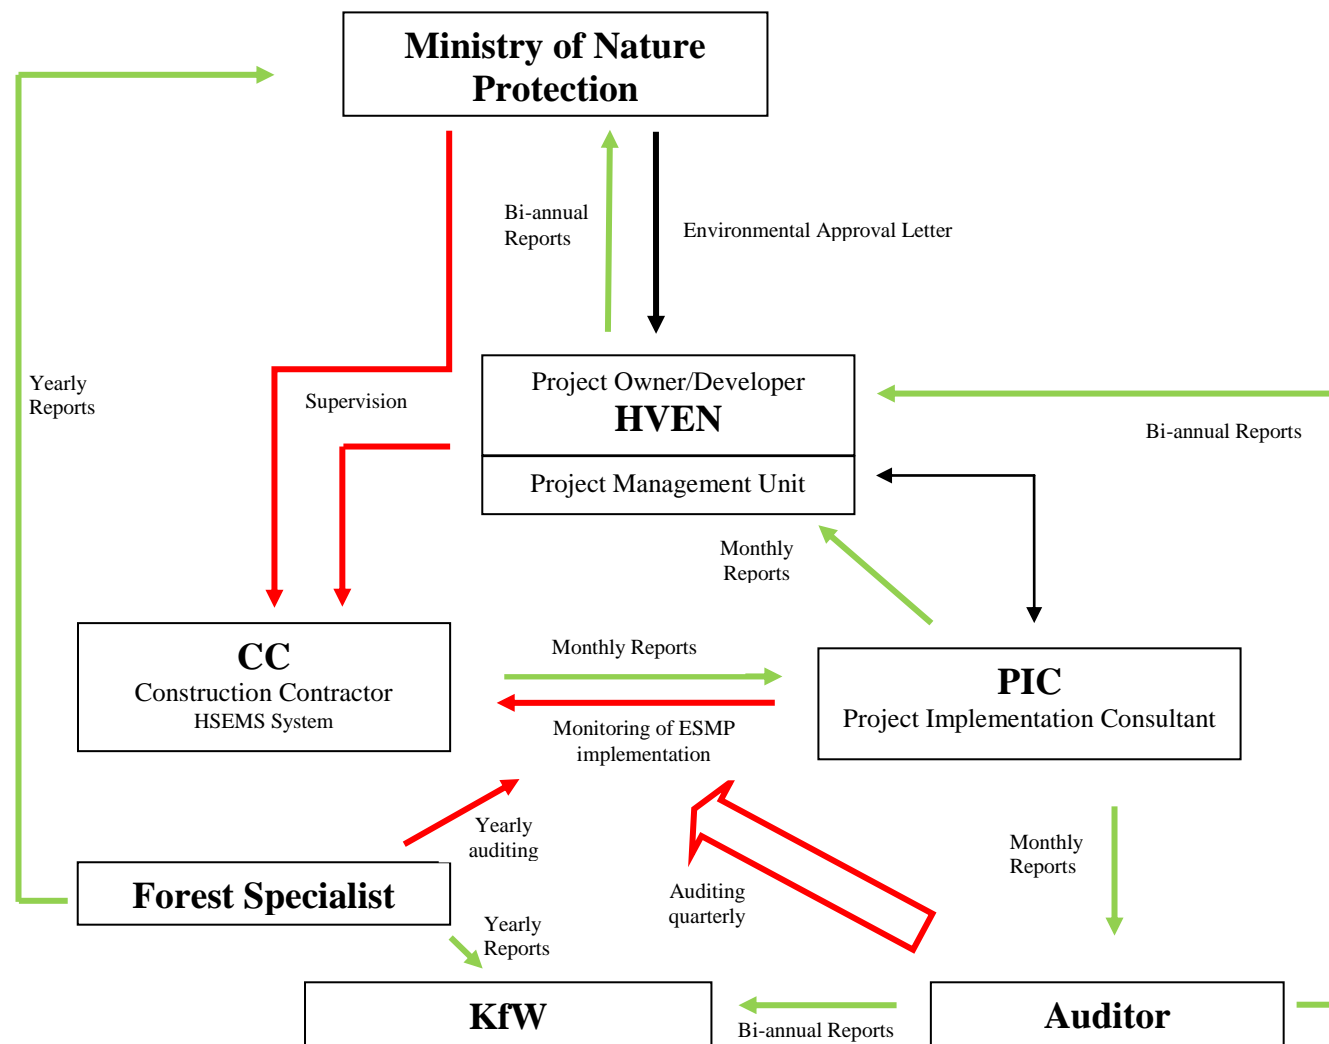 Ministry of Nature
Protection
Bi-annual
Reports
Environmental Approval Letter
Yearly
Reports
Supervision
Project Owner/Developer
HVEN
Project Management Unit
Bi-annual Reports
Monthly
Reports
CC
Construction Contractor
HSEMS System
Monthly Reports
Monitoring of ESMP
implementation
PIC
Project Implementation Consultant
Yearly
auditing
Monthly
Reports
Forest Specialist
Auditing
quarterly
Yearly
Reports
KfW
Bi-annual Reports
Auditor